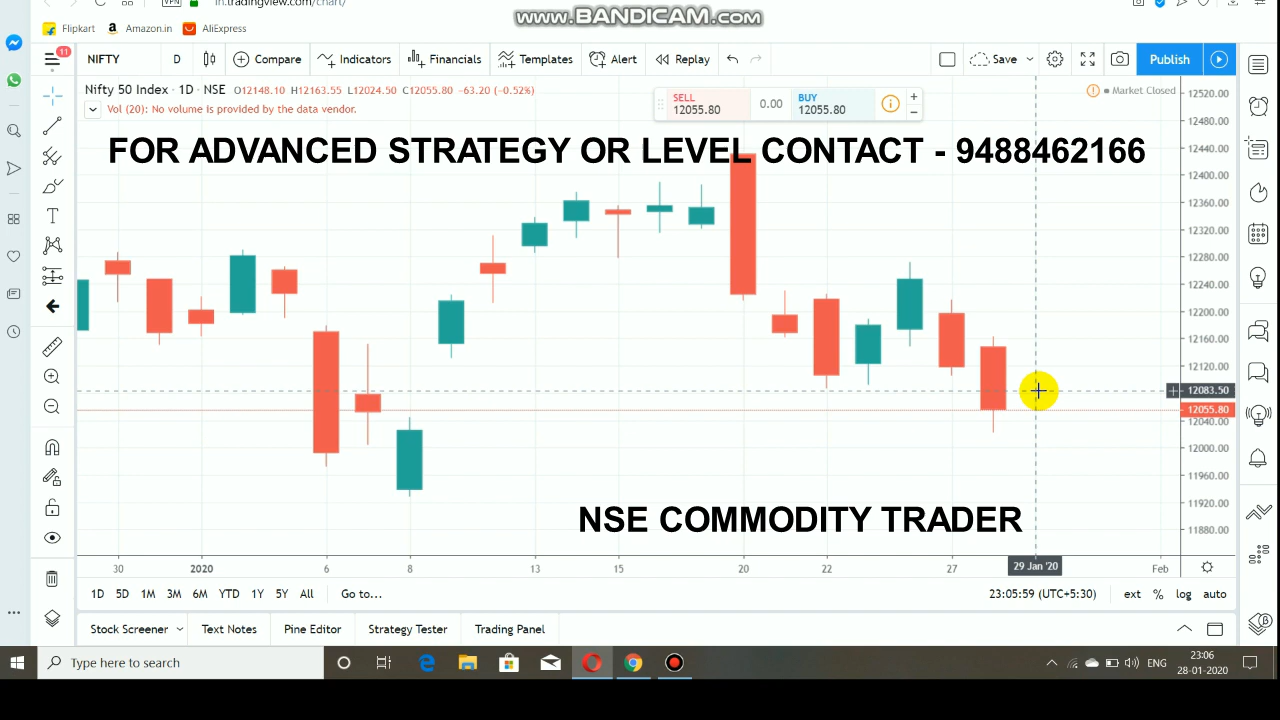 in.tradingview.com/chart/
www.BANDICAM.com
VPN
Flipkart
Amazon.in
AliExpress
11
NIFTY
D
Compare
Indicators
Financials
Templates
Alert
Replay
Save
Publish
Nifty 50 Index · 1D · NSE O12148.10 H12163.55 L12024.50 C12055.80 −63.20 (−0.52%)
Vol (20): No volume is provided by the data vendor.
SELL
12055.80
0.00
BUY
12055.80
Market Closed
FOR ADVANCED STRATEGY OR LEVEL CONTACT - 9488462166
12520.00
12480.00
12440.00
12400.00
12360.00
12320.00
12280.00
12240.00
12200.00
12160.00
12120.00
12083.50
12055.80
12040.00
12000.00
11960.00
11920.00
11880.00
NSE COMMODITY TRADER
30 2020 6 8 13 15 20 22 27 29 Jan '20 Feb
1D 5D 1M 3M 6M YTD 1Y 5Y All Go to...
23:05:59 (UTC+5:30) ext % log auto
Stock Screener Text Notes Pine Editor Strategy Tester Trading Panel
Type here to search
ENG
23:06
28-01-2020